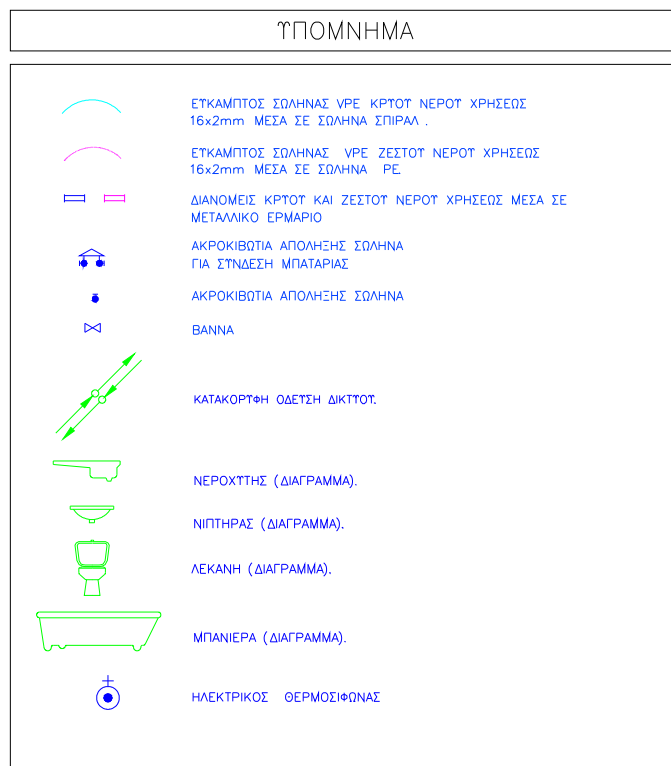 ΥΠΟΜΝΗΜΑ
ΕΥΚΑΜΠΤΟΣ ΣΩΛΗΝΑΣ VPE ΚΡΥΟΥ ΝΕΡΟΥ ΧΡΗΣΕΩΣ
16x2mm ΜΕΣΑ ΣΕ ΣΩΛΗΝΑ ΣΠΙΡΑΛ .
ΕΥΚΑΜΠΤΟΣ ΣΩΛΗΝΑΣ VPE ΖΕΣΤΟΥ ΝΕΡΟΥ ΧΡΗΣΕΩΣ
16x2mm ΜΕΣΑ ΣΕ ΣΩΛΗΝΑ PE.
ΔΙΑΝΟΜΕΙΣ ΚΡΥΟΥ ΚΑΙ ΖΕΣΤΟΥ ΝΕΡΟΥ ΧΡΗΣΕΩΣ ΜΕΣΑ ΣΕ
ΜΕΤΑΛΛΙΚΟ ΕΡΜΑΡΙΟ
ΑΚΡΟΚΙΒΩΤΙΑ ΑΠΟΛΗΞΗΣ ΣΩΛΗΝΑ
ΓΙΑ ΣΥΝΔΕΣΗ ΜΠΑΤΑΡΙΑΣ
ΑΚΡΟΚΙΒΩΤΙΑ ΑΠΟΛΗΞΗΣ ΣΩΛΗΝΑ
ΒΑΝΝΑ
ΚΑΤΑΚΟΡΥΦΗ ΟΔΕΥΣΗ ΔΙΚΤΥΟΥ.
ΝΕΡΟΧΥΤΗΣ (ΔΙΑΓΡΑΜΜΑ).
ΝΙΠΤΗΡΑΣ (ΔΙΑΓΡΑΜΜΑ).
ΛΕΚΑΝΗ (ΔΙΑΓΡΑΜΜΑ).
ΜΠΑΝΙΕΡΑ (ΔΙΑΓΡΑΜΜΑ).
ΗΛΕΚΤΡΙΚΟΣ ΘΕΡΜΟΣΙΦΩΝΑΣ